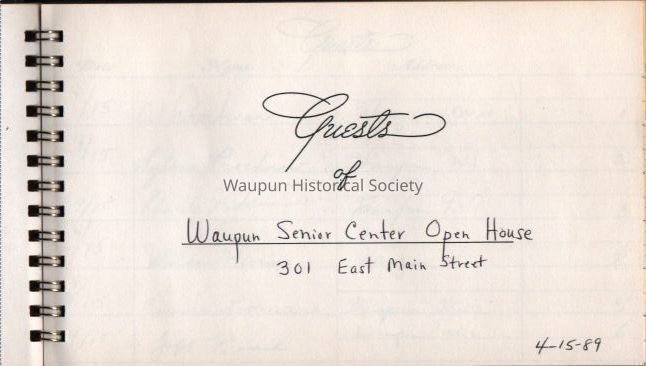 Guests
of
Waupun Historical Society
Waupun Senior Center Open House
301 East Main Street
4-15-89